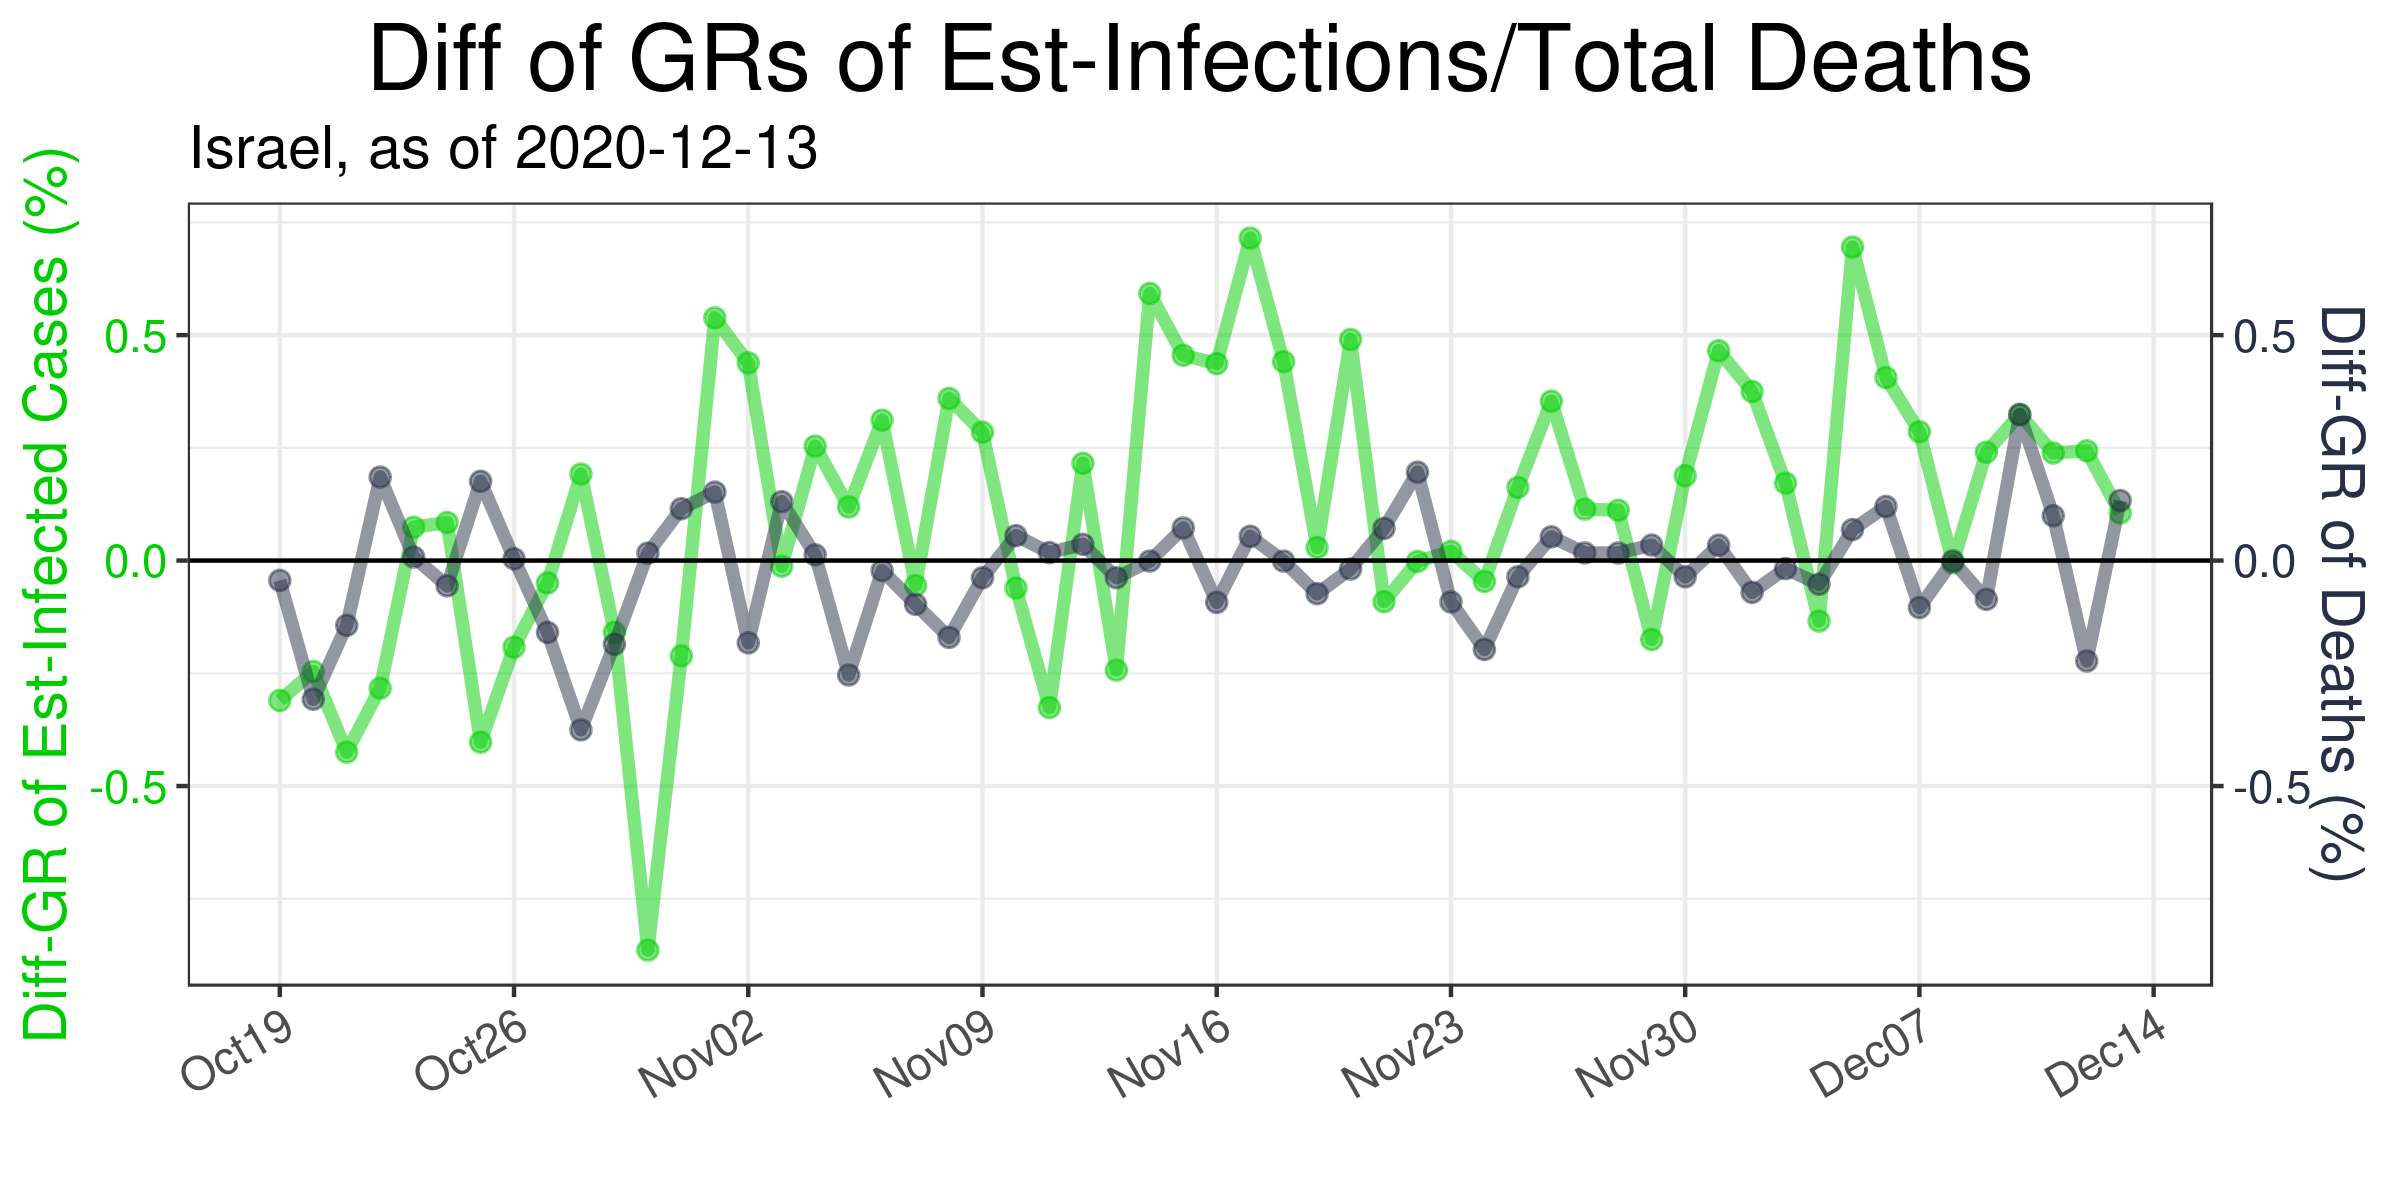 Diff of GRs of Est-Infections/Total Deaths
Israel, as of 2020-12-13
Diff-GR of Est-Infected Cases (%)
0.5
0.0
-0.5
0.5
0.0
-0.5
Diff-GR of Deaths (%)
Oct19
Oct26
Nov02
Nov09
Nov16
Nov23
Nov30
Dec07
Dec14